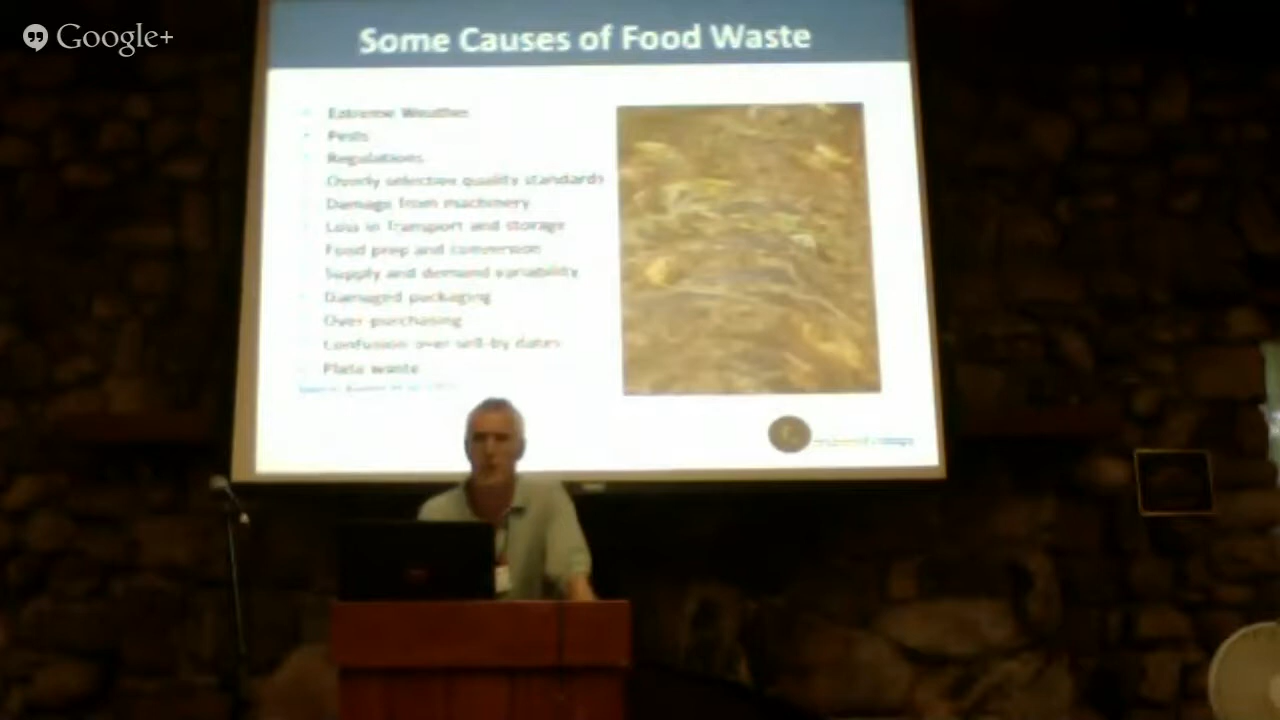 Google+
Some Causes of Food Waste
Extreme Weather
Pests
Regulations
Overly selective quality standards
Damage from machinery
Loss in Transport and storage
Food prep and conversion
Supply and demand variability
Damaged packaging
Over purchasing
Confusion over sell-by dates
Plate waste